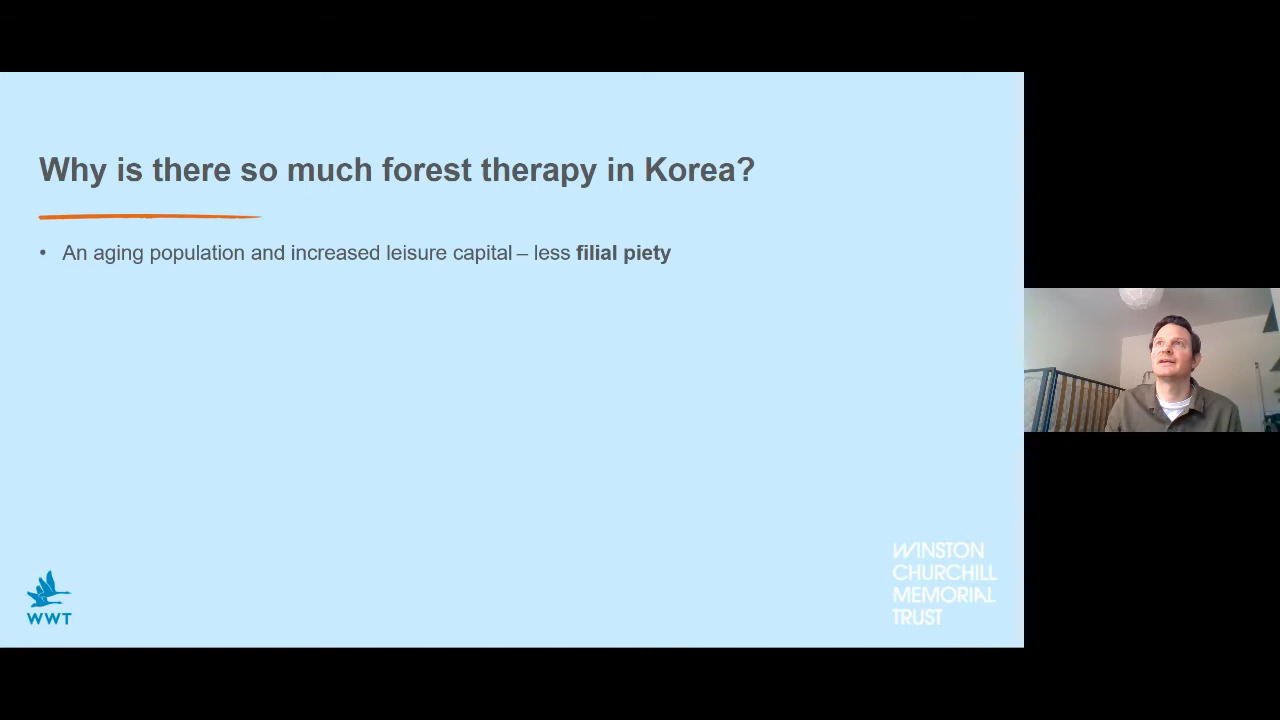 Why is there so much forest therapy in Korea?
• An aging population and increased leisure capital – less filial piety
WWT
WINSTON
CHURCHILL
MEMORIAL
TRUST